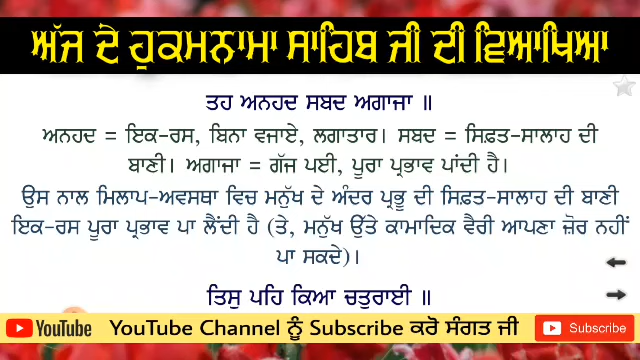 ਅੱਜ ਦੇ ਹੁਕਮਨਾਮਾ ਸਾਹਿਬ ਜੀ ਦੀ ਵਿਆਖਿਆ
ਤਹ ਅਨਹਦ ਸਬਦ ਅਗਾਜਾ ॥
ਅਨਹਦ = ਇਕ-ਰਸ, ਬਿਨਾ ਵਜਾਏ, ਲਗਾਤਾਰ। ਸਬਦ = ਸਿਫ਼ਤ-ਸਾਲਾਹ ਦੀ
ਬਾਣੀ। ਅਗਾਜਾ = ਗੱਜ ਪਈ, ਪੂਰਾ ਪ੍ਰਭਾਵ ਪਾਂਦੀ ਹੈ।
ਉਸ ਨਾਲ ਮਿਲਾਪ-ਅਵਸਥਾ ਵਿਚ ਮਨੁੱਖ ਦੇ ਅੰਦਰ ਪ੍ਰਭੂ ਦੀ ਸਿਫ਼ਤ-ਸਾਲਾਹ ਦੀ ਬਾਣੀ
ਇਕ-ਰਸ ਪੂਰਾ ਪ੍ਰਭਾਵ ਪਾ ਲੈਂਦੀ ਹੈ (ਤੇ, ਮਨੁੱਖ ਉੱਤੇ ਕਾਮਾਦਿਕ ਵੈਰੀ ਆਪਣਾ ਜ਼ੋਰ ਨਹੀਂ
ਪਾ ਸਕਦੇ)।
ਤਿਸੁ ਪਹਿ ਕਿਆ ਚਤੁਰਾਈ ॥
YouTube YouTube Channel ਨੂੰ Subscribe ਕਰੋ ਸੰਗਤ ਜੀ Subscribe